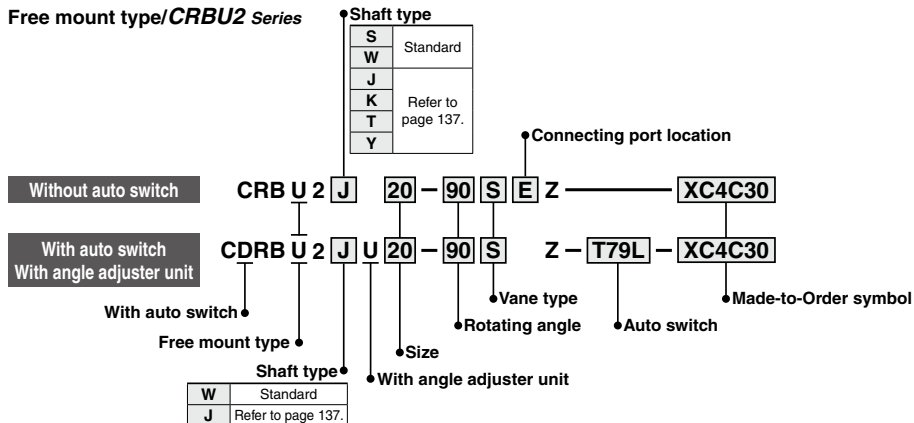 Free mount type/CRBU2 Series
Shaft type
S
Standard
W
J
K
Refer to
page 137.
T
Y
Connecting port location
Without auto switch
CRB U 2 J 20 – 90 S E Z XC4C30
With auto switch
With angle adjuster unit
CDRB U 2 J U 20 – 90 S Z – T79L – XC4C30
Vane type
Made-to-Order symbol
With auto switch
Rotating angle
Auto switch
Free mount type
Size
Shaft type
With angle adjuster unit
W Standard
J Refer to page 137.